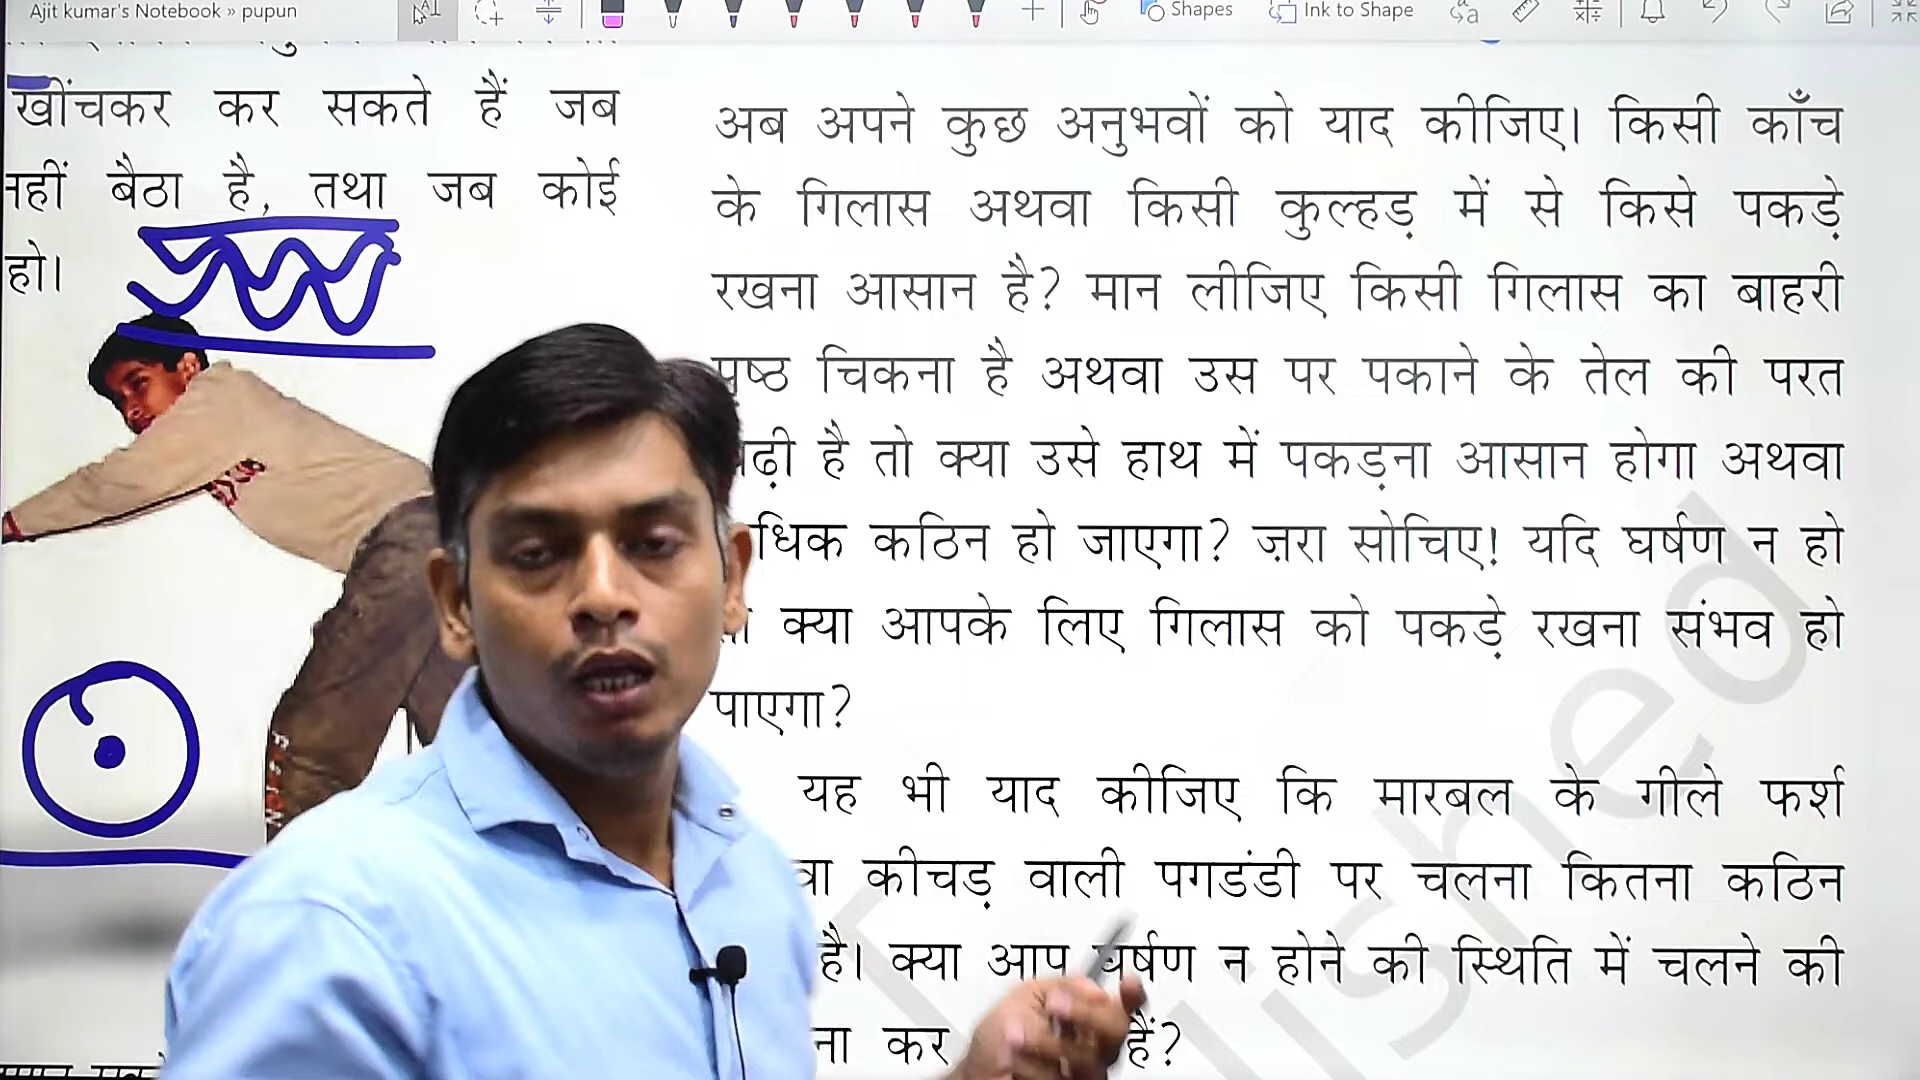 Ajit kumar's Notebook » pupun
Shapes
Ink to Shape
खींचकर कर सकते हैं जब
नहीं बैठा है, तथा जब कोई
हो।
अब अपने कुछ अनुभवों को याद कीजिए। किसी काँच
के गिलास अथवा किसी कुल्हड़ में से किसे पकड़े
रखना आसान है? मान लीजिए किसी गिलास का बाहरी
पृष्ठ चिकना है अथवा उस पर पकाने के तेल की परत
चढ़ी है तो क्या उसे हाथ में पकड़ना आसान होगा अथवा
धिक कठिन हो जाएगा? ज़रा सोचिए! यदि घर्षण न हो
क्या आपके लिए गिलास को पकड़े रखना संभव हो
पाएगा?
यह भी याद कीजिए कि मारबल के गीले फर्श
वा कीचड़ वाली पगडंडी पर चलना कितना कठिन
है। क्या आप घर्षण न होने की स्थिति में चलने की
ना कर हैं?